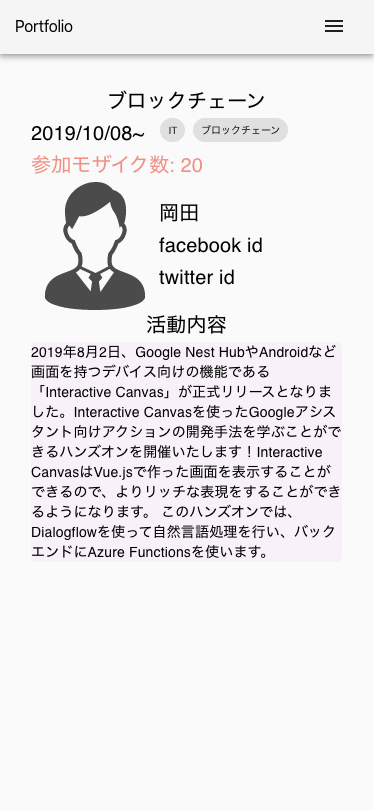 Portfolio
ブロックチェーン
2019/10/08~ IT ブロックチェーン
参加モザイク数: 20
岡田
facebook id
twitter id
活動内容
2019年8月2日、Google Nest HubやAndroidなど
画面を持つデバイス向けの機能である
「Interactive Canvas」が正式リリースとなりま
した。Interactive Canvasを使ったGoogleアシス
タント向けアクションの開発手法を学ぶことがで
きるハンズオンを開催いたします！Interactive
CanvasはVue.jsで作った画面を表示することが
できるので、よりリッチな表現をすることができ
るようになります。 このハンズオンでは、
Dialogflowを使って自然言語処理を行い、バック
エンドにAzure Functionsを使います。